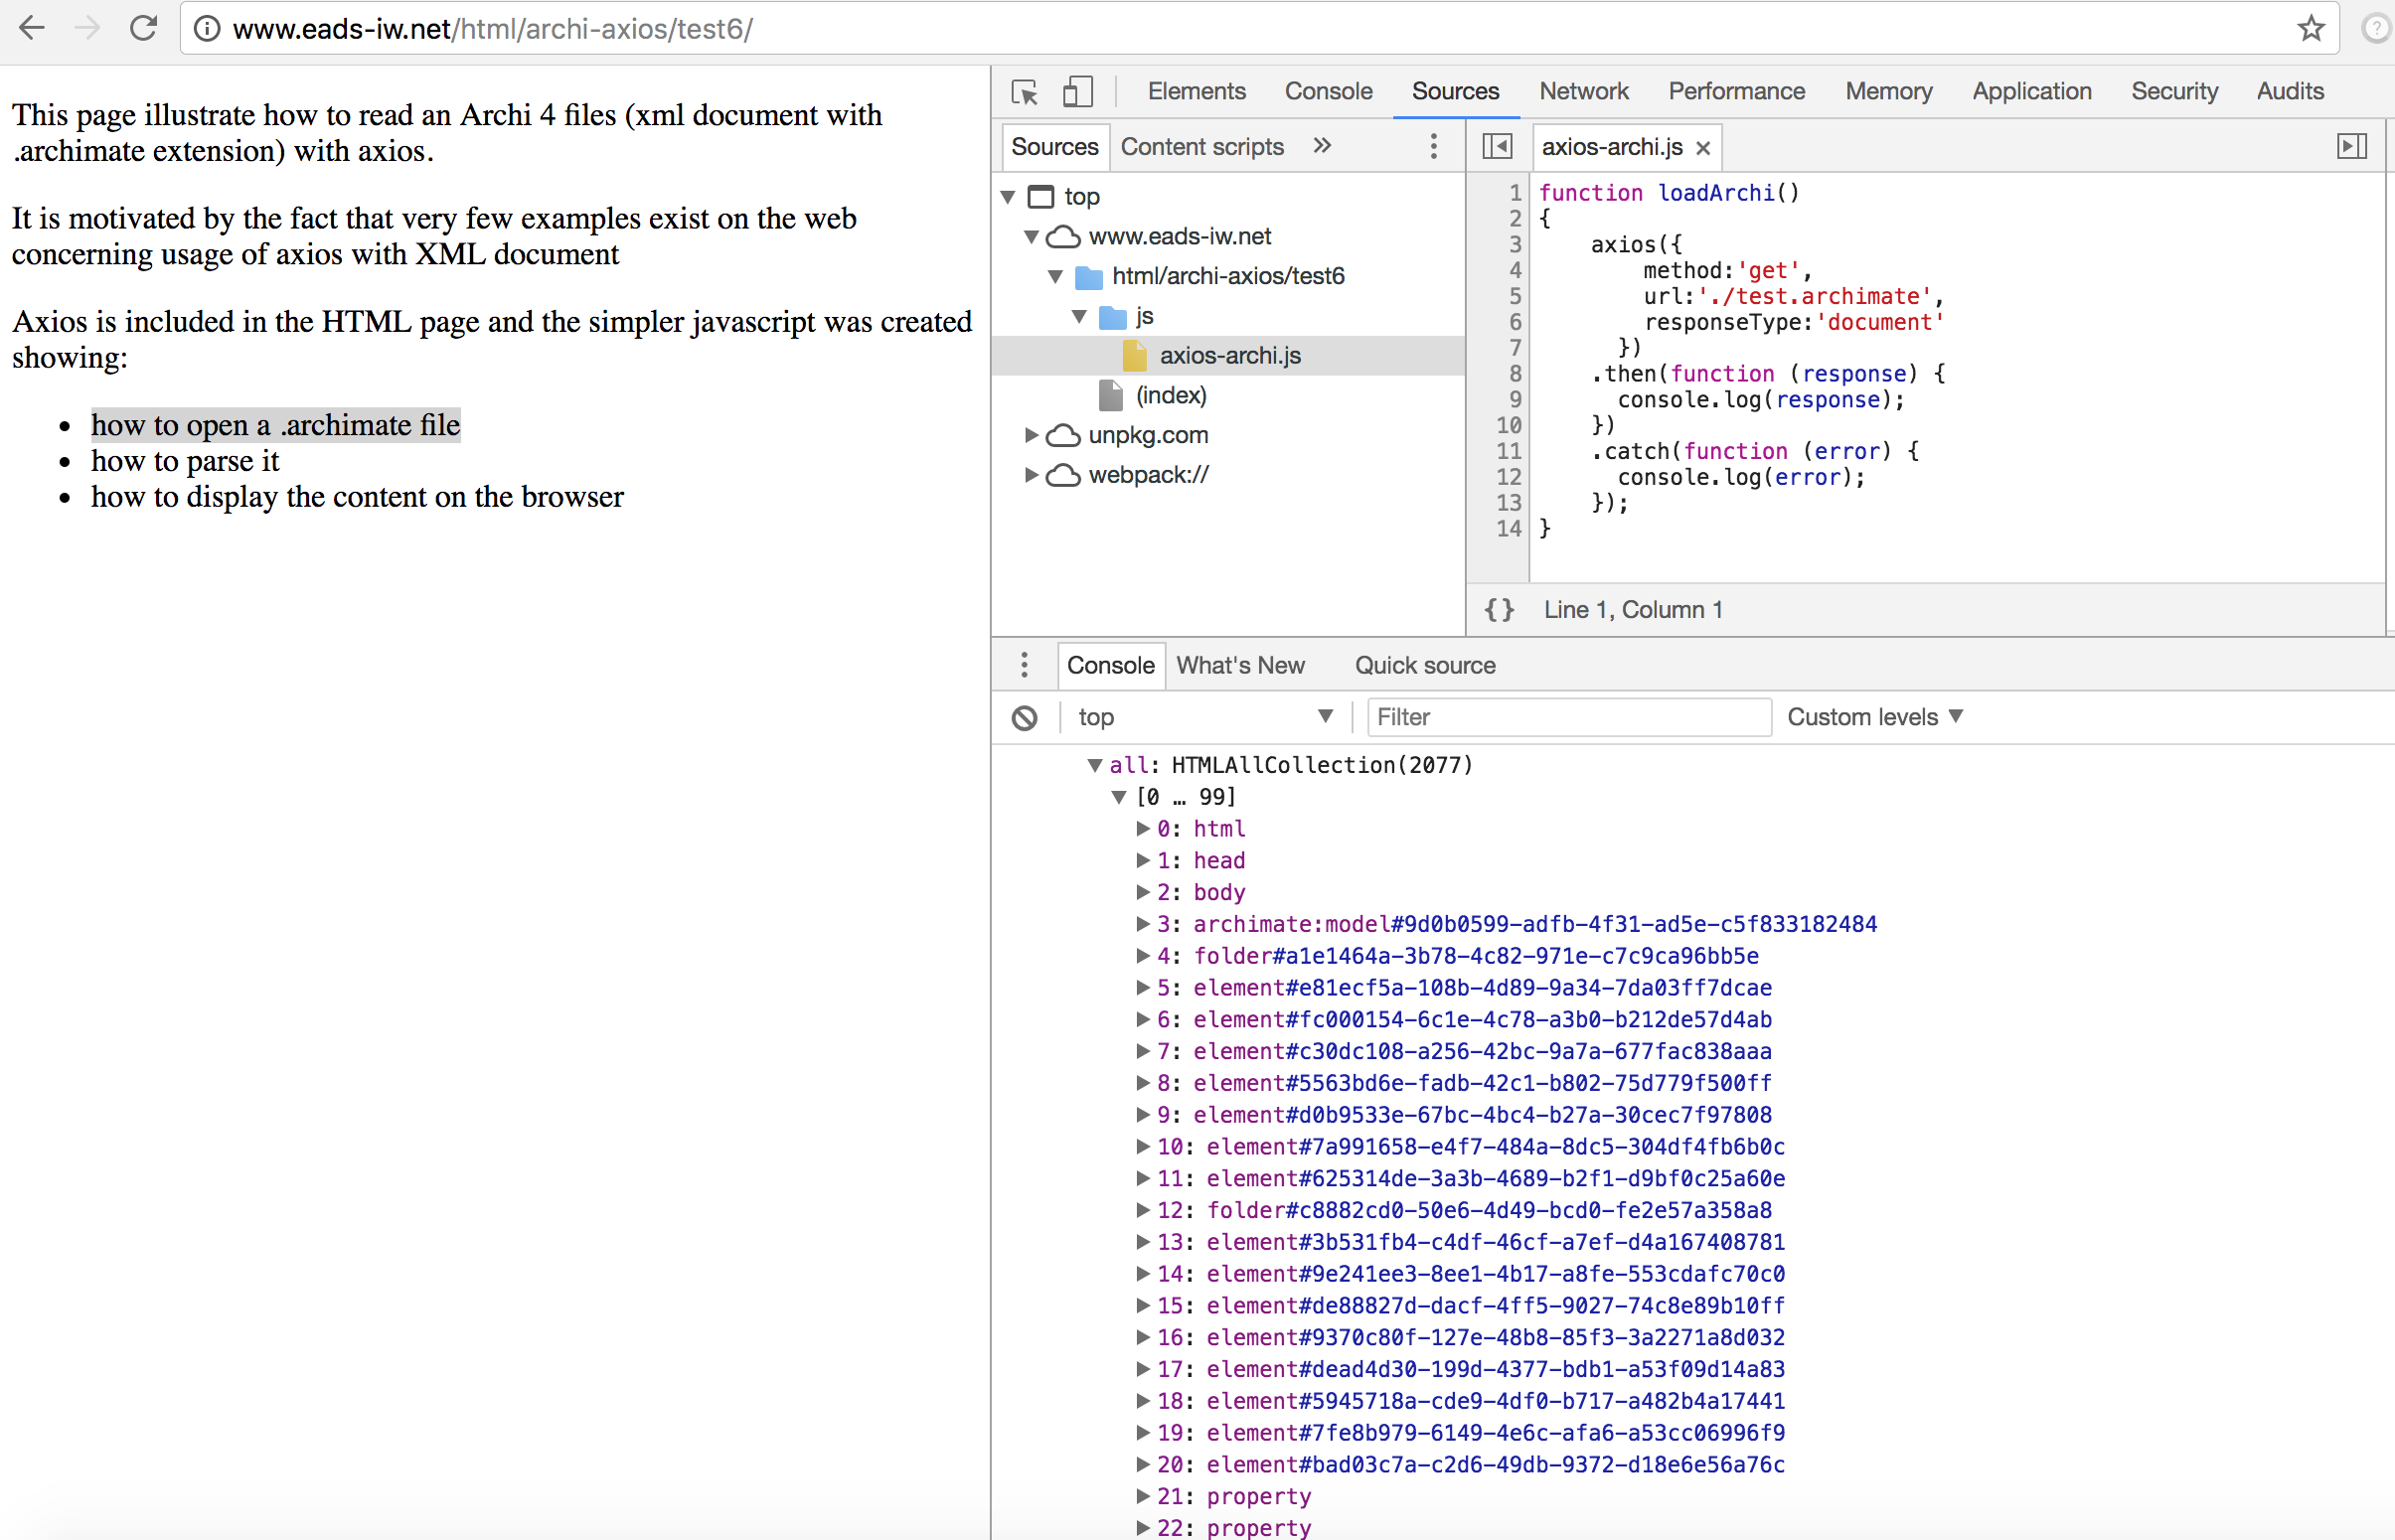 www.eads-iw.net/html/archi-axios/test6/
This page illustrate how to read an Archi 4 files (xml document with
.archimate extension) with axios.
It is motivated by the fact that very few examples exist on the web
concerning usage of axios with XML document
Axios is included in the HTML page and the simpler javascript was created
showing:
• how to open a .archimate file
• how to parse it
• how to display the content on the browser
Elements Console Sources Network Performance Memory Application Security Audits
Sources Content scripts »
top
www.eads-iw.net
html/archi-axios/test6
js
axios-archi.js
(index)
unpkg.com
webpack://
axios-archi.js ×
1 function loadArchi()
2 {
3     axios({
4         method:'get',
5         url:'./test.archimate',
6         responseType:'document'
7       })
8     .then(function (response) {
9       console.log(response);
10     })
11     .catch(function (error) {
12       console.log(error);
13     });
14 }
{} Line 1, Column 1
Console What's New Quick source
top Filter Custom levels
all: HTMLAllCollection(2077)
[0 … 99]
0: html
1: head
2: body
3: archimate:model#9d0b0599-adfb-4f31-ad5e-c5f833182484
4: folder#a1e1464a-3b78-4c82-971e-c7c9ca96bb5e
5: element#e81ecf5a-108b-4d89-9a34-7da03ff7dcae
6: element#fc000154-6c1e-4c78-a3b0-b212de57d4ab
7: element#c30dc108-a256-42bc-9a7a-677fac838aaa
8: element#5563bd6e-fadb-42c1-b802-75d779f500ff
9: element#d0b9533e-67bc-4bc4-b27a-30cec7f97808
10: element#7a991658-e4f7-484a-8dc5-304df4fb6b0c
11: element#625314de-3a3b-4689-b2f1-d9bf0c25a60e
12: folder#c8882cd0-50e6-4d49-bcd0-fe2e57a358a8
13: element#3b531fb4-c4df-46cf-a7ef-d4a167408781
14: element#9e241ee3-8ee1-4b17-a8fe-553cdafc70c0
15: element#de88827d-dacf-4ff5-9027-74c8e89b10ff
16: element#9370c80f-127e-48b8-85f3-3a2271a8d032
17: element#dead4d30-199d-4377-bdb1-a53f09d14a83
18: element#5945718a-cde9-4df0-b717-a482b4a17441
19: element#7fe8b979-6149-4e6c-afa6-a53cc06996f9
20: element#bad03c7a-c2d6-49db-9372-d18e6e56a76c
21: property
22: property